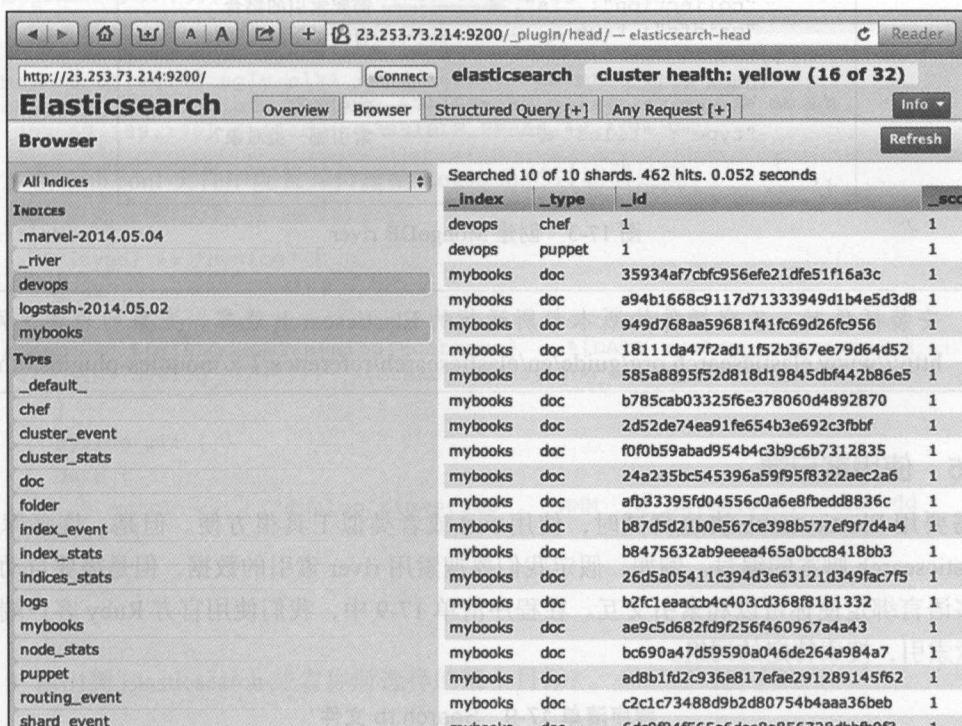 23.253.73.214:9200/_plugin/head/ — elasticsearch-head
Reader
http://23.253.73.214:9200/
Connect
elasticsearch
cluster health: yellow (16 of 32)
Elasticsearch
Overview
Browser
Structured Query [+]
Any Request [+]
Info
Browser
Refresh
All Indices
INDICES
.marvel-2014.05.04
_river
devops
logstash-2014.05.02
mybooks
TYPES
_default_
chef
cluster_event
cluster_stats
doc
folder
index_event
index_stats
indices_stats
logs
mybooks
node_stats
puppet
routing_event
shard_event
Searched 10 of 10 shards. 462 hits. 0.052 seconds
_index _type _id _sco
devops chef 1 1
devops puppet 1 1
mybooks doc 35934af7cbfc956efe21dfe51f16a3c 1
mybooks doc a94b1668c9117d71333949d1b4e5d3d8 1
mybooks doc 949d768aa59681f41fc69d26fc956 1
mybooks doc 18111da47f2ad11f52b367ee79d64d52 1
mybooks doc 585a8895f52d818d19845dbf442b86e5 1
mybooks doc b785cab03325f6e378060d4892870 1
mybooks doc 2d52de74ea91fe654b3e692c3fbbf 1
mybooks doc f0f0b59abad954b4c3b9c6b7312835 1
mybooks doc 24a235bc545396a59f95f8322aec2a6 1
mybooks doc afb33395fd04556c0a6e8fbedd8836c 1
mybooks doc b87d5d21b0e567ce398b577ef9f7d4a4 1
mybooks doc b8475632ab9eeea465a0bcc8418bb3 1
mybooks doc 26d5a05411c394d3e63121d349fac7f5 1
mybooks doc b2fc1eaaccb4c403cd368f8181332 1
mybooks doc ae9c5d682fd9f256f460967a4a43 1
mybooks doc bc690a47d59590a046de264a984a7 1
mybooks doc ad8b1fd2c936e817efae291289145f62 1
mybooks doc c2c1c73488d9b2d80754b4aaa36beb 1
mybooks doc